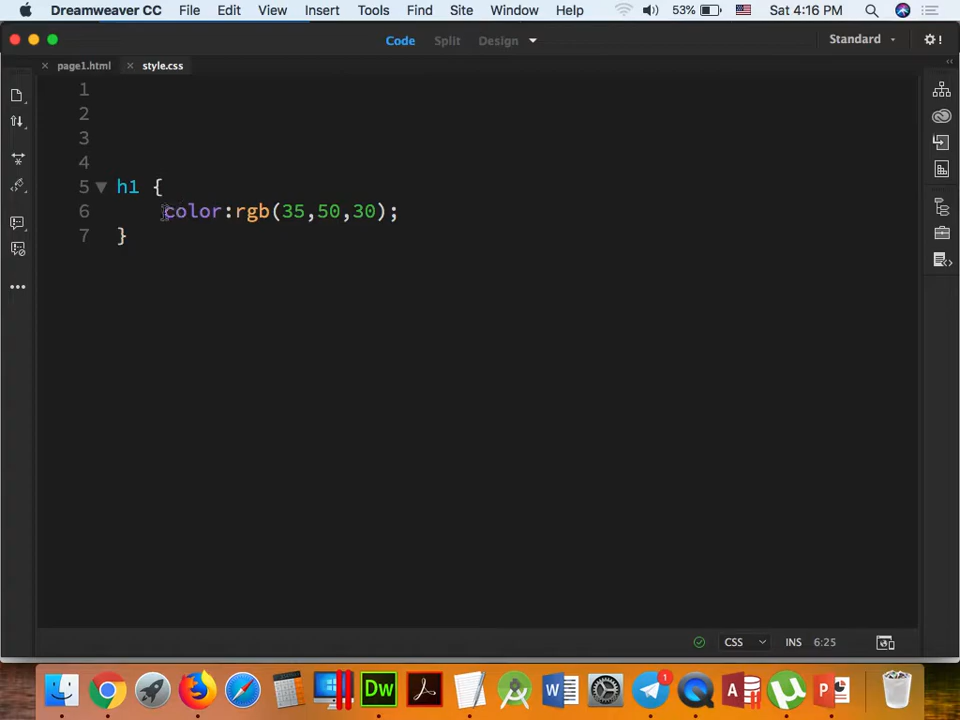 Dreamweaver CC File Edit View Insert Tools Find Site Window Help 53% Sat 4:16 PM
Code Split Design Standard
page1.html style.css
1
2
3
4
5 h1 {
6 color:rgb(35,50,30);
7 }
CSS INS 6:25
Dw W 1 A P